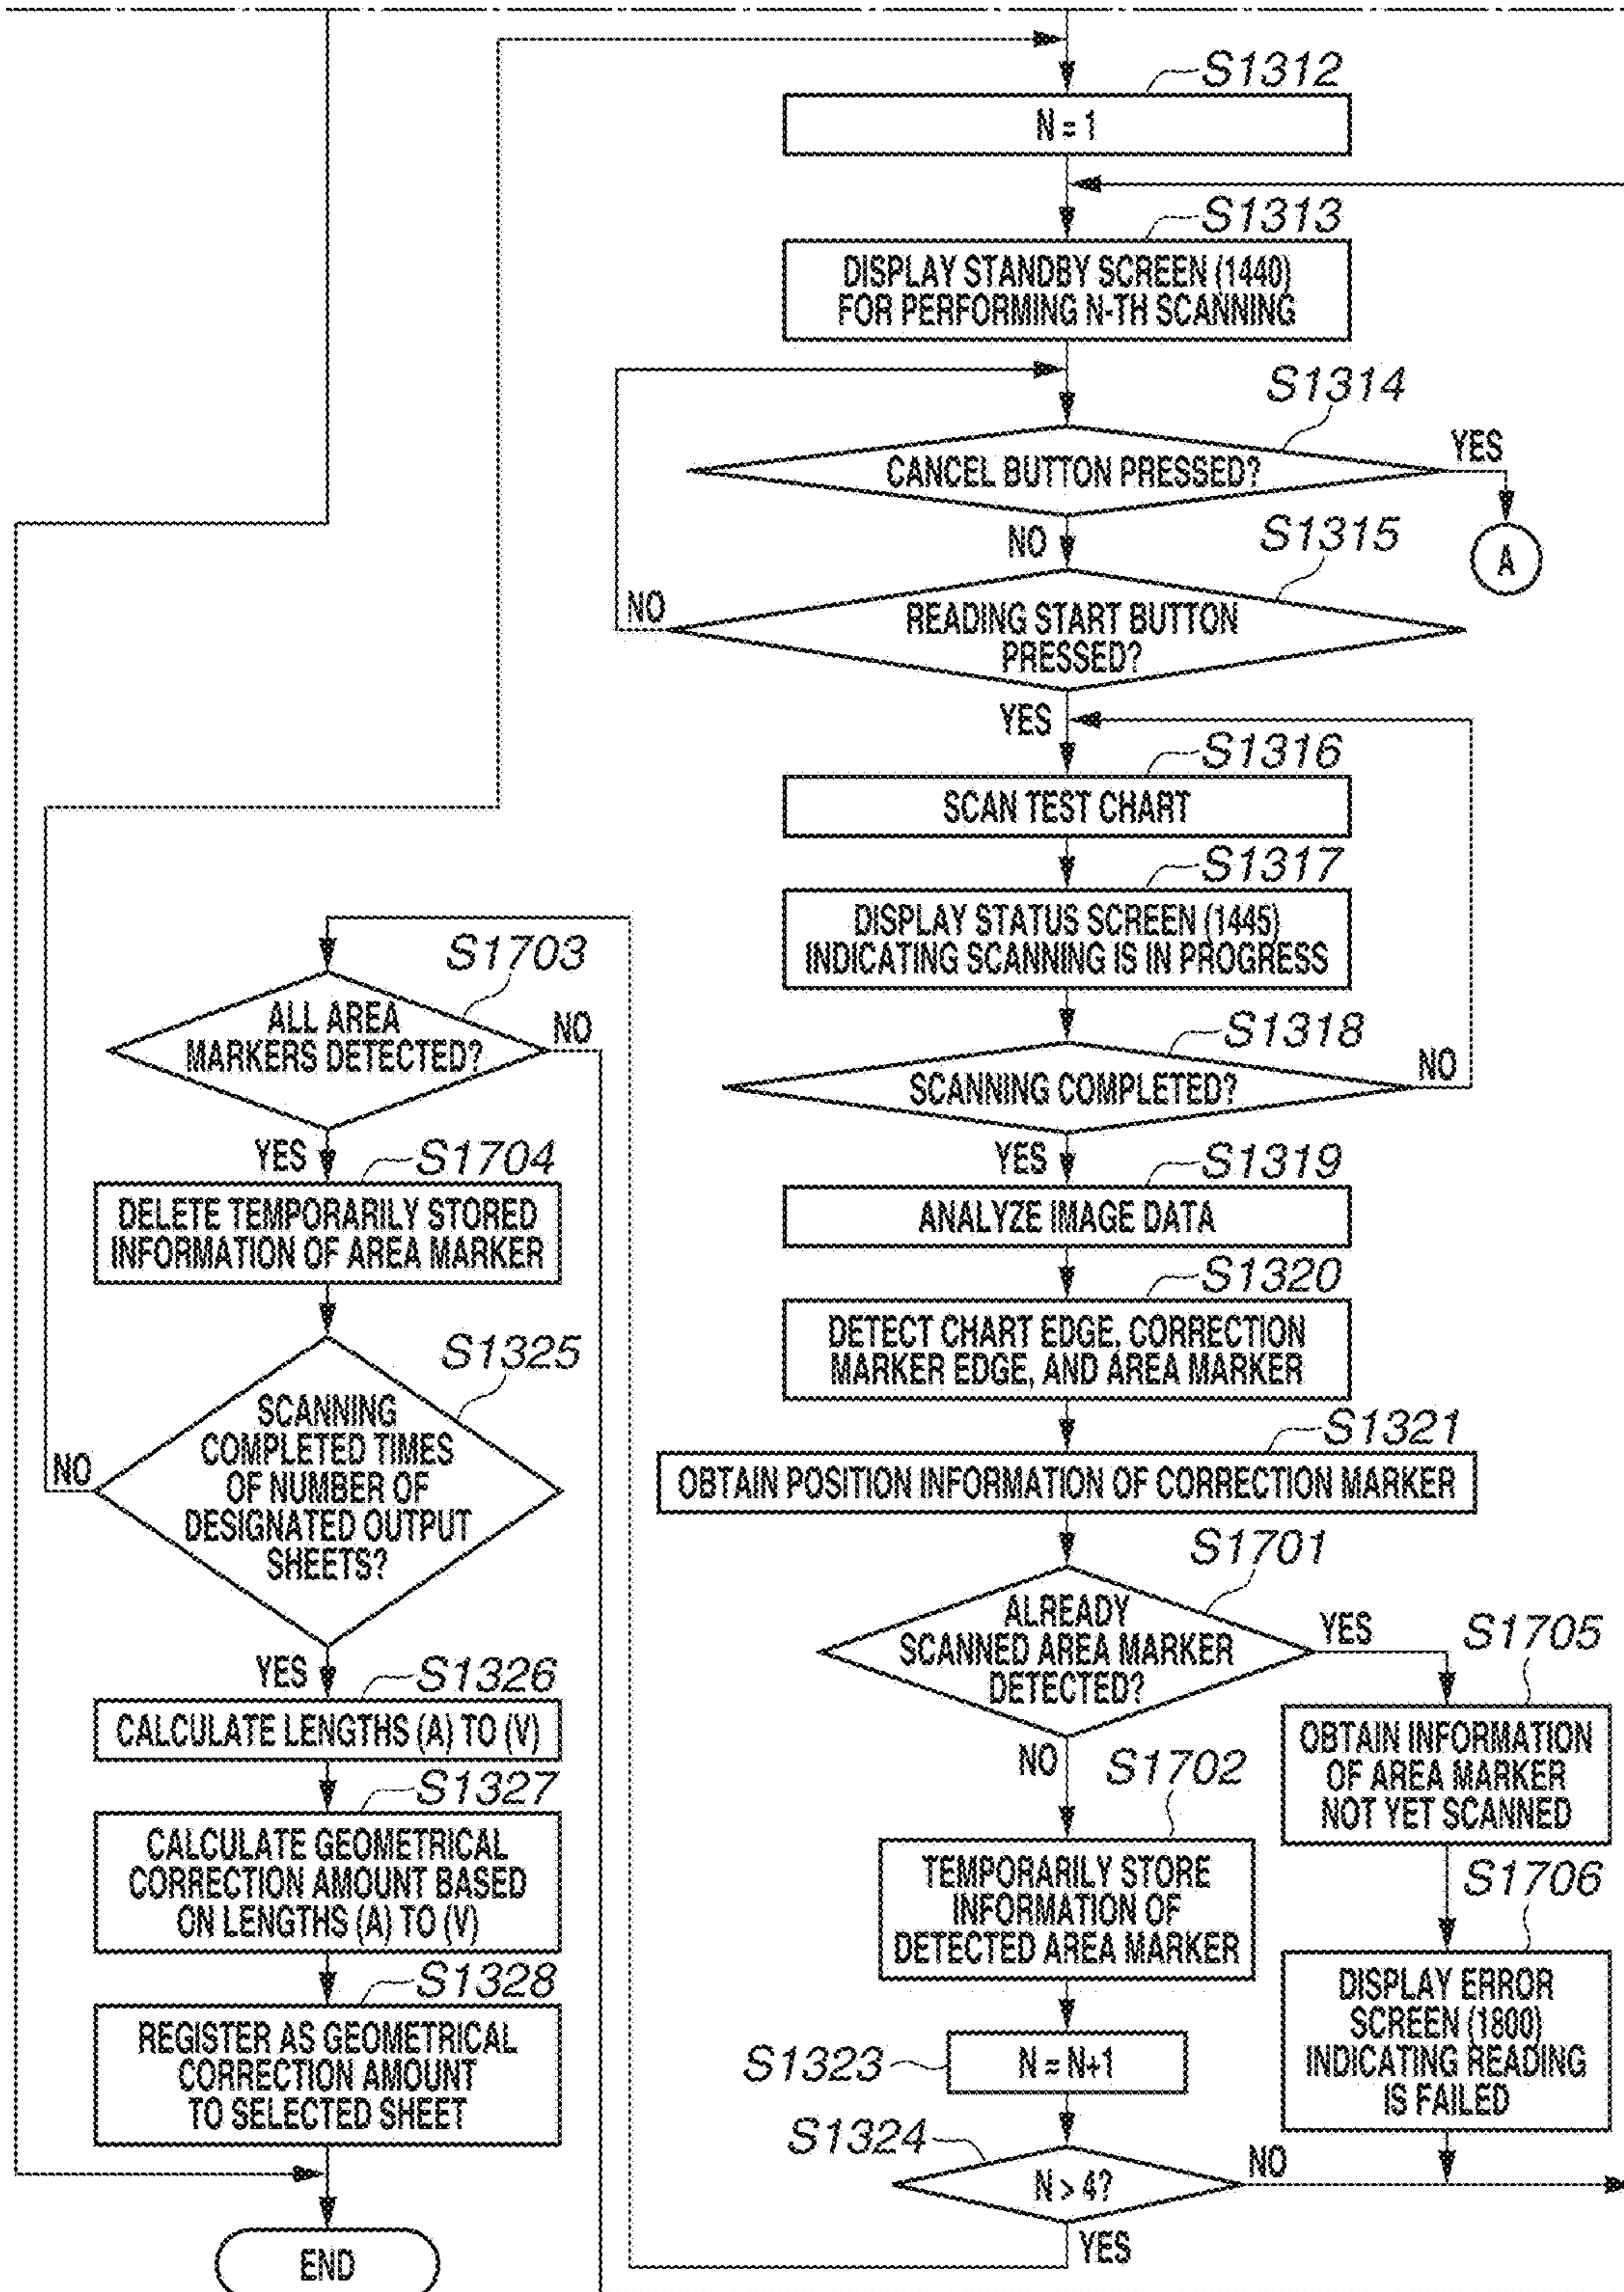 S1312
N = 1
S1313
DISPLAY STANDBY SCREEN (1440)
FOR PERFORMING N-TH SCANNING
S1314
CANCEL BUTTON PRESSED?
YES
A
NO
S1315
READING START BUTTON
PRESSED?
NO
YES
S1316
SCAN TEST CHART
S1317
DISPLAY STATUS SCREEN (1445)
INDICATING SCANNING IS IN PROGRESS
S1318
SCANNING COMPLETED?
NO
YES
S1319
ANALYZE IMAGE DATA
S1320
DETECT CHART EDGE, CORRECTION
MARKER EDGE, AND AREA MARKER
S1321
OBTAIN POSITION INFORMATION OF CORRECTION MARKER
S1701
ALREADY
SCANNED AREA MARKER
DETECTED?
YES
S1705
OBTAIN INFORMATION
OF AREA MARKER
NOT YET SCANNED
S1706
DISPLAY ERROR
SCREEN (1800)
INDICATING READING
IS FAILED
NO
S1702
TEMPORARILY STORE
INFORMATION OF
DETECTED AREA MARKER
S1323
N = N+1
S1324
N > 4?
NO
YES
S1703
ALL AREA
MARKERS DETECTED?
NO
YES
S1704
DELETE TEMPORARILY STORED
INFORMATION OF AREA MARKER
S1325
SCANNING
COMPLETED TIMES
OF NUMBER OF
DESIGNATED OUTPUT
SHEETS?
NO
YES
S1326
CALCULATE LENGTHS (A) TO (V)
S1327
CALCULATE GEOMETRICAL
CORRECTION AMOUNT BASED
ON LENGTHS (A) TO (V)
S1328
REGISTER AS GEOMETRICAL
CORRECTION AMOUNT
TO SELECTED SHEET
END